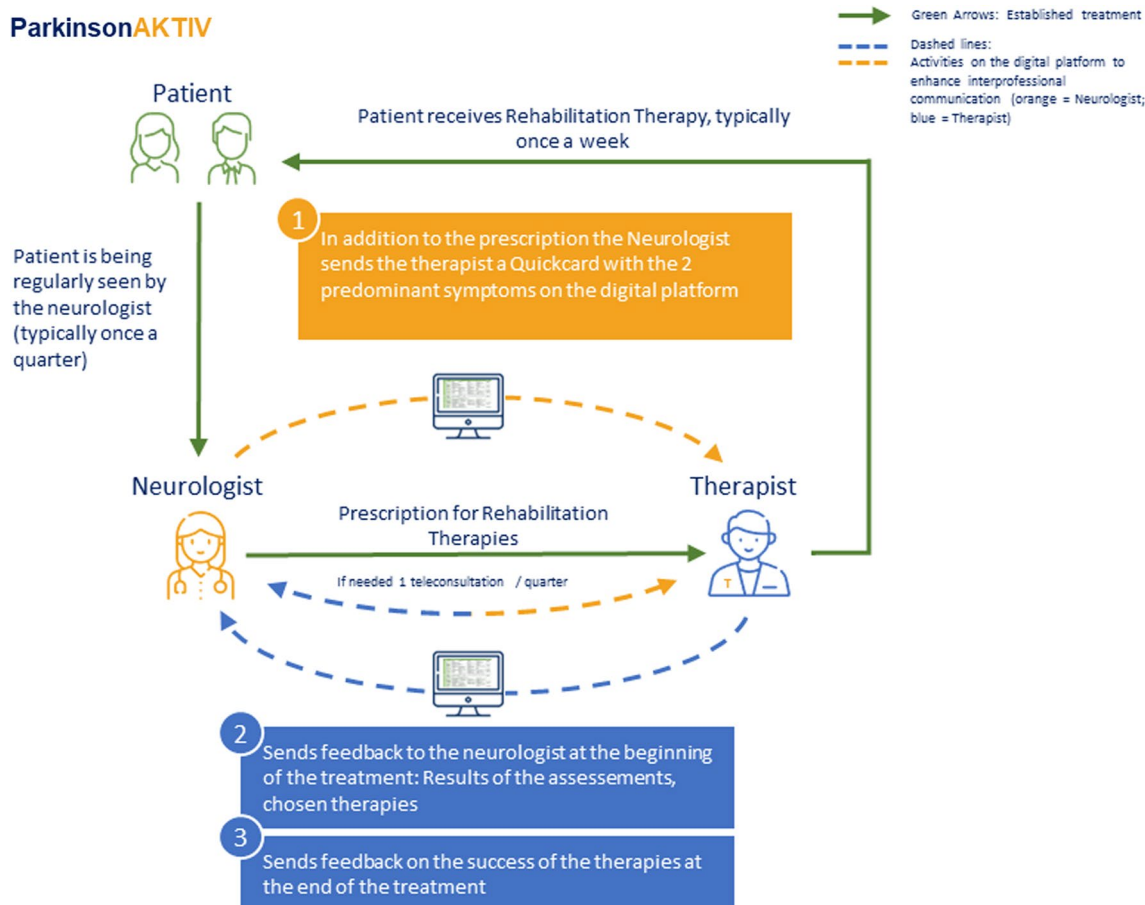 ParkinsonAKTIV
Green Arrows: Established treatment
Dashed lines:
Activities on the digital platform to
enhance interprofessional
communication (orange = Neurologist;
blue = Therapist)
Patient
Patient receives Rehabilitation Therapy, typically
once a week
1
In addition to the prescription the Neurologist
sends the therapist a Quickcard with the 2
predominant symptoms on the digital platform
Patient is being
regularly seen by
the neurologist
(typically once a
quarter)
Neurologist
Therapist
Prescription for Rehabilitation
Therapies
If needed 1 teleconsultation / quarter
T
2
Sends feedback to the neurologist at the beginning
of the treatment: Results of the assessements,
chosen therapies
3
Sends feedback on the success of the therapies at
the end of the treatment